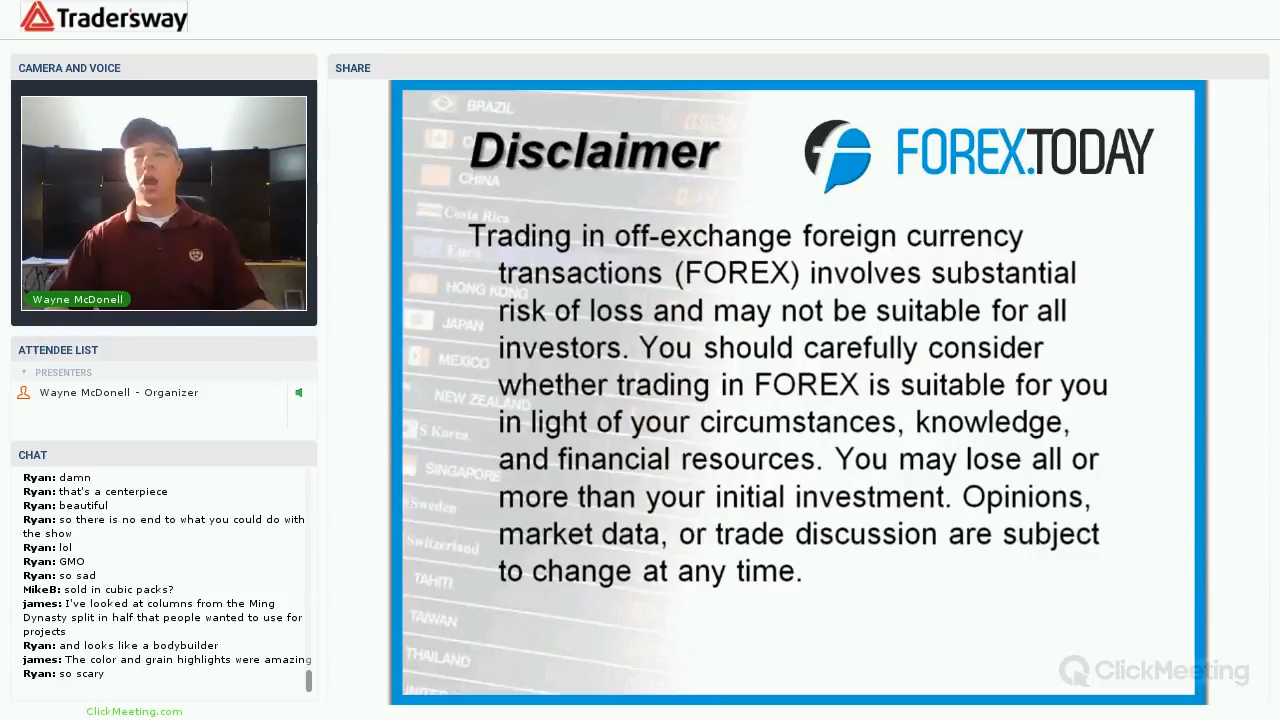 Trader'sway
CAMERA AND VOICE
Wayne McDonell
ATTENDEE LIST
PRESENTERS
Wayne McDonell - Organizer
CHAT
Ryan: damn
Ryan: that's a centerpiece
Ryan: beautiful
Ryan: so there is no end to what you could do with
the show
Ryan: lol
Ryan: GMO
Ryan: so sad
MikeB: sold in cubic packs?
james: I've looked at columns from the Ming
Dynasty split in half that people wanted to use for
projects
Ryan: and looks like a bodybuilder
james: The color and grain highlights were amazing
Ryan: so scary
ClickMeeting.com
SHARE
Disclaimer
FOREX.TODAY
Trading in off-exchange foreign currency
transactions (FOREX) involves substantial
risk of loss and may not be suitable for all
investors. You should carefully consider
whether trading in FOREX is suitable for you
in light of your circumstances, knowledge,
and financial resources. You may lose all or
more than your initial investment. Opinions,
market data, or trade discussion are subject
to change at any time.
BRAZIL
CHINA
Costa Rica
HONG KONG
JAPAN
MEXICO
NEW ZEALAND
S Korea
SINGAPORE
Sweden
Switzerland
TAHITI
TAIWAN
THAILAND
ClickMeeting